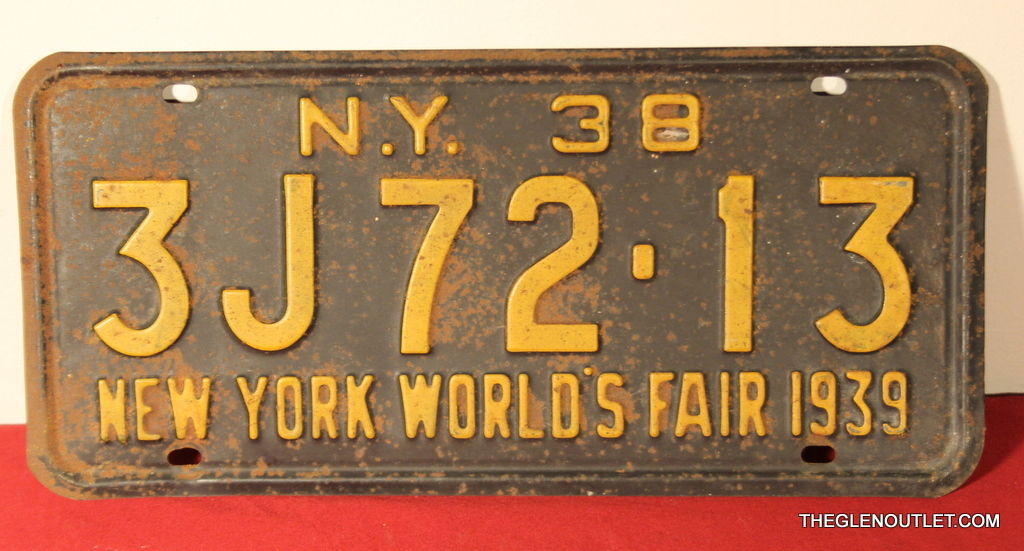 N.Y. 38
3J72·13
NEW YORK WORLD'S FAIR 1939
THEGLENOUTLET.COM